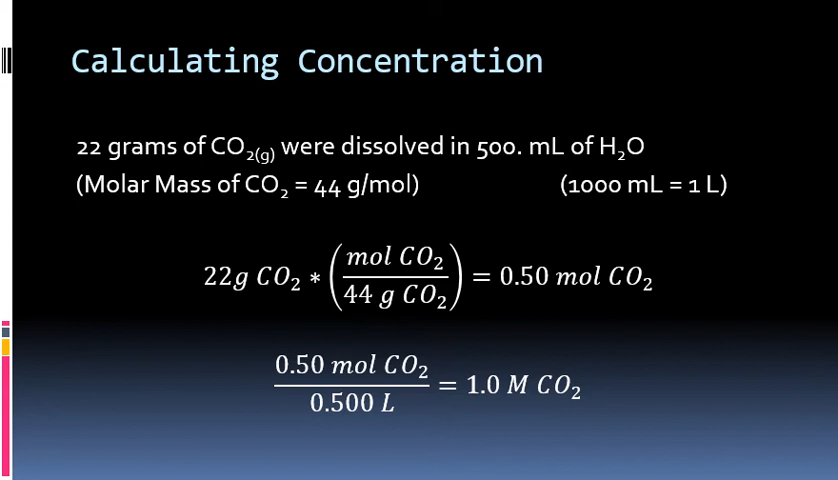 Calculating Concentration
22 grams of CO₂₍g₎ were dissolved in 500. mL of H₂O
(Molar Mass of CO₂ = 44 g/mol) (1000 mL = 1 L)
22g CO₂ * (mol CO₂ / 44 g CO₂) = 0.50 mol CO₂
0.50 mol CO₂ / 0.500 L = 1.0 M CO₂